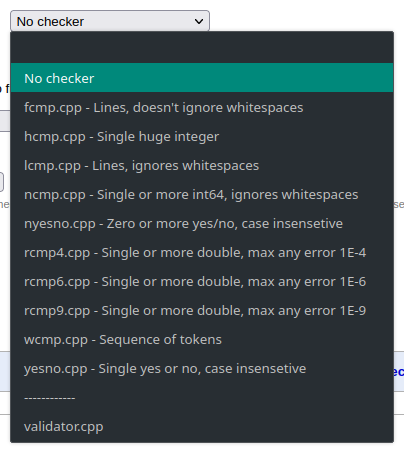 No checker
No checker
fcmp.cpp - Lines, doesn't ignore whitespaces
hcmp.cpp - Single huge integer
lcmp.cpp - Lines, ignores whitespaces
ncmp.cpp - Single or more int64, ignores whitespaces
nyesno.cpp - Zero or more yes/no, case insensetive
rcmp4.cpp - Single or more double, max any error 1E-4
rcmp6.cpp - Single or more double, max any error 1E-6
rcmp9.cpp - Single or more double, max any error 1E-9
wcmp.cpp - Sequence of tokens
yesno.cpp - Single yes or no, case insensetive
------------
validator.cpp